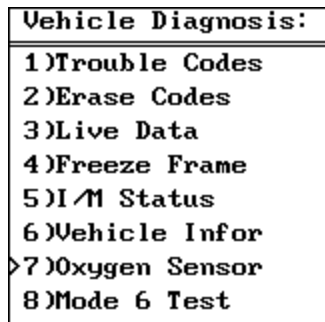 Vehicle Diagnosis:
1)Trouble Codes
2)Erase Codes
3)Live Data
4)Freeze Frame
5)I/M Status
6)Vehicle Infor
>7)Oxygen Sensor
8)Mode 6 Test